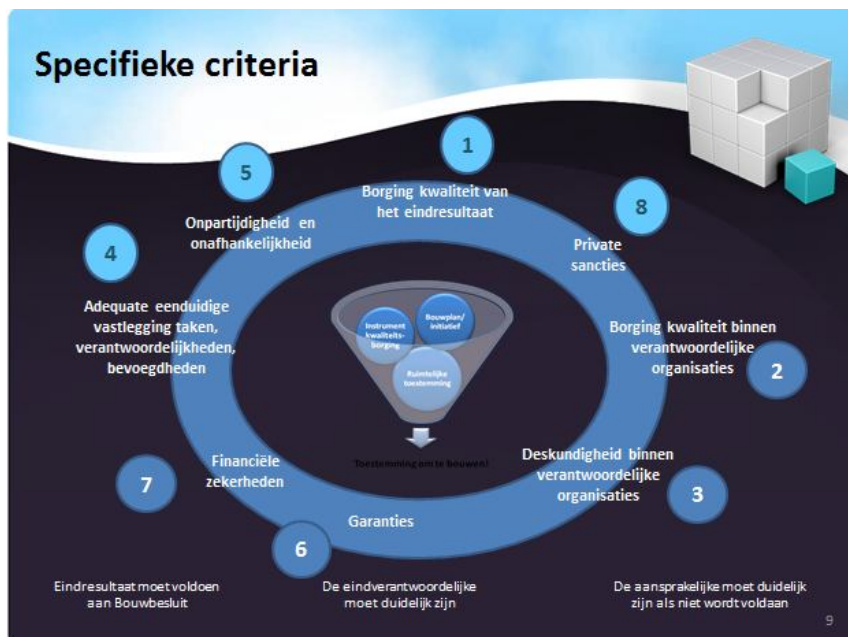 Specifieke criteria
1
Borging kwaliteit van
het eindresultaat
5
Onpartijdigheid en
onafhankelijkheid
8
Private
sancties
4
Adequate eenduidige
vastlegging taken,
verantwoordelijkheden,
bevoegdheden
Instrument
kwaliteits-
borging
Bouwplan/
initiatief
Ruimtelijke
toestemming
Toestemming om te bouwen!
Borging kwaliteit binnen
verantwoordelijke
organisaties
2
Deskundigheid binnen
verantwoordelijke
organisaties
3
Financiële
zekerheden
7
Garanties
6
Eindresultaat moet voldoen
aan Bouwbesluit
De eindverantwoordelijke
moet duidelijk zijn
De aansprakelijke moet duidelijk
zijn als niet wordt voldaan
9